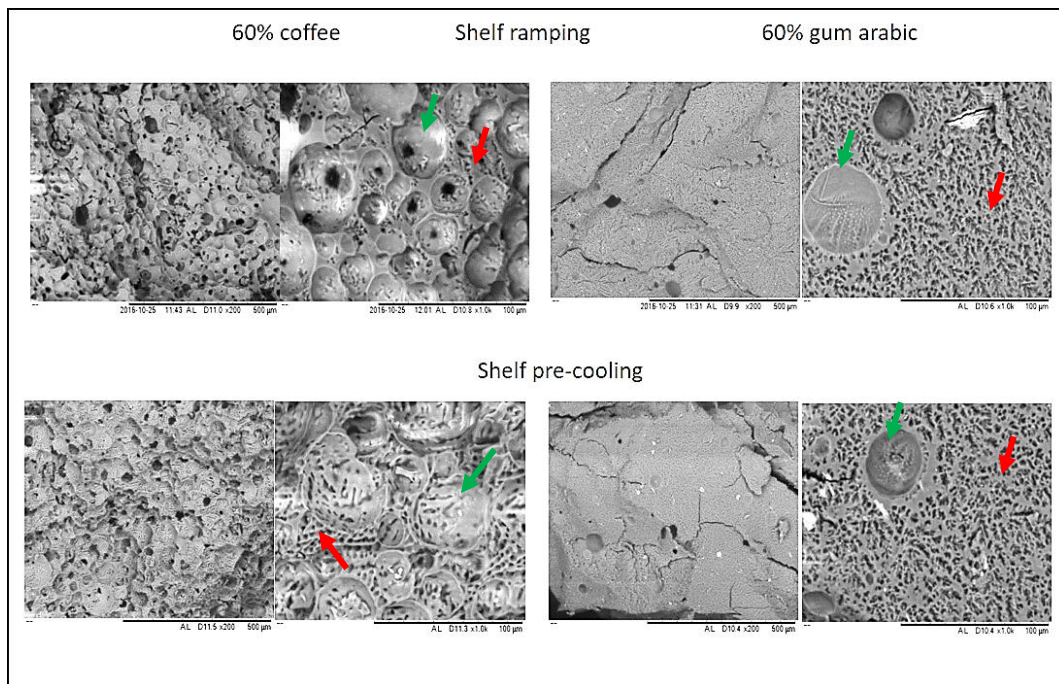 60% coffee Shelf ramping 60% gum arabic
2016-10-25 11:43 AL D11.0 x200 500 µm
2016-10-25 12:01 AL D10.8 x1.0k 100 µm
2016-10-25 11:31 AL D9.9 x200 500 µm
AL D10.6 x1.0k 100 µm
Shelf pre-cooling
AL D11.5 x200 500 µm
AL D11.3 x1.0k 100 µm
AL D10.4 x200 500 µm
AL D10.4 x1.0k 100 µm